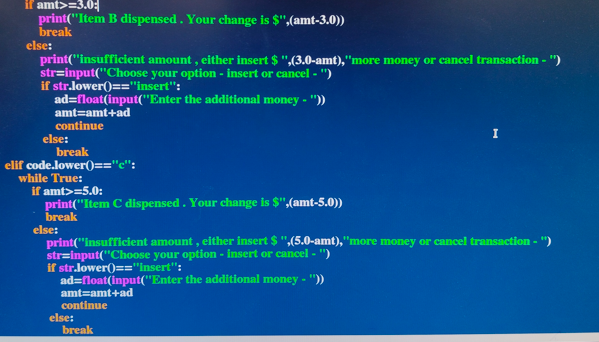 if amt>=3.0:
print("Item B dispensed . Your change is $",(amt-3.0))
break
else:
print("insufficient amount , either insert $ ",(3.0-amt),"more money or cancel transaction - ")
str=input("Choose your option - insert or cancel - ")
if str.lower()=="insert":
ad=float(input("Enter the additional money - "))
amt=amt+ad
continue
else:
break
elif code.lower()=="c":
while True:
if amt>=5.0:
print("Item C dispensed . Your change is $",(amt-5.0))
break
else:
print("insufficient amount , either insert $ ",(5.0-amt),"more money or cancel transaction - ")
str=input("Choose your option - insert or cancel - ")
if str.lower()=="insert":
ad=float(input("Enter the additional money - "))
amt=amt+ad
continue
else:
break